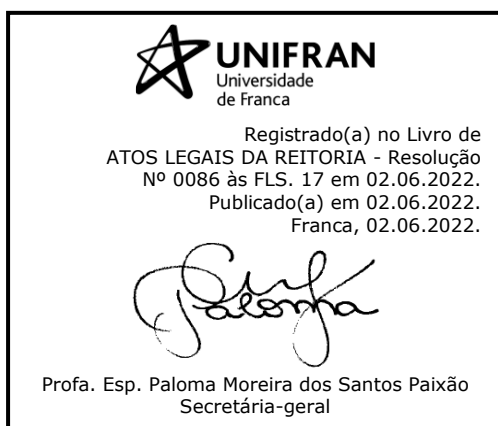 UNIFRAN
Universidade
de Franca
Registrado(a) no Livro de
ATOS LEGAIS DA REITORIA - Resolução
Nº 0086 às FLS. 17 em 02.06.2022.
Publicado(a) em 02.06.2022.
Franca, 02.06.2022.
Paloma
Profa. Esp. Paloma Moreira dos Santos Paixão
Secretária-geral